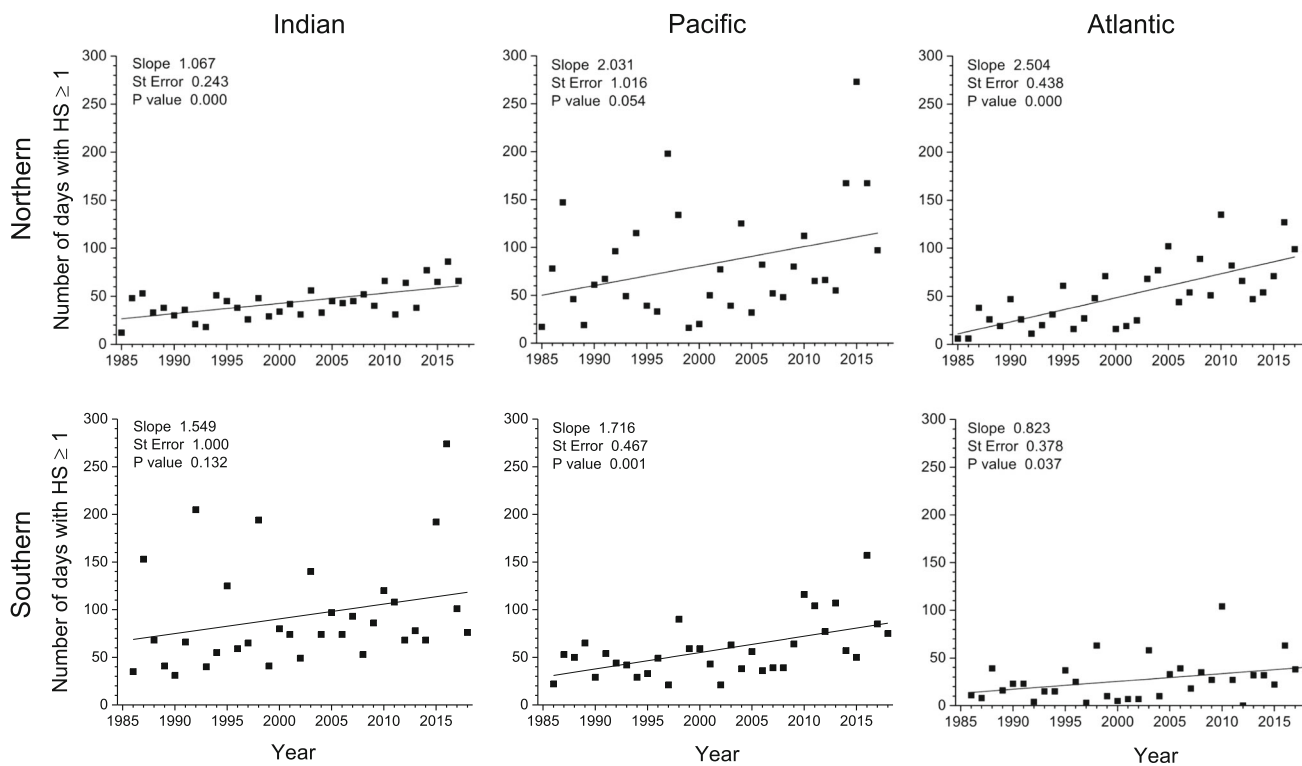 Indian
Pacific
Atlantic
Northern
Number of days with HS ≥ 1
300
250
200
150
100
50
0
Slope 1.067
St Error 0.243
P value 0.000
1985 1990 1995 2000 2005 2010 2015
300
250
200
150
100
50
0
Slope 2.031
St Error 1.016
P value 0.054
1985 1990 1995 2000 2005 2010 2015
300
250
200
150
100
50
0
Slope 2.504
St Error 0.438
P value 0.000
1985 1990 1995 2000 2005 2010 2015
Southern
Number of days with HS ≥ 1
300
250
200
150
100
50
0
Slope 1.549
St Error 1.000
P value 0.132
1985 1990 1995 2000 2005 2010 2015
Year
300
250
200
150
100
50
0
Slope 1.716
St Error 0.467
P value 0.001
1985 1990 1995 2000 2005 2010 2015
Year
300
250
200
150
100
50
0
Slope 0.823
St Error 0.378
P value 0.037
1985 1990 1995 2000 2005 2010 2015
Year